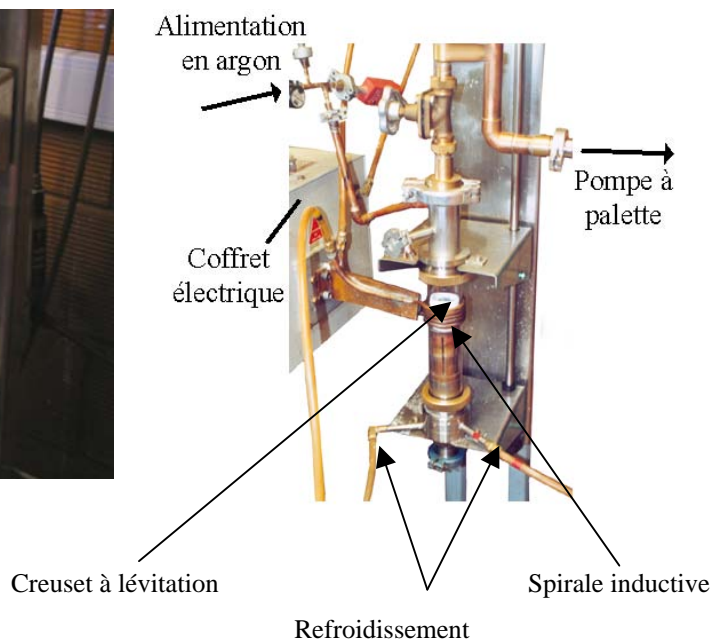 Alimentation
en argon
Pompe à
palette
Coffret
électrique
Creuset à lévitation
Spirale inductive
Refroidissement